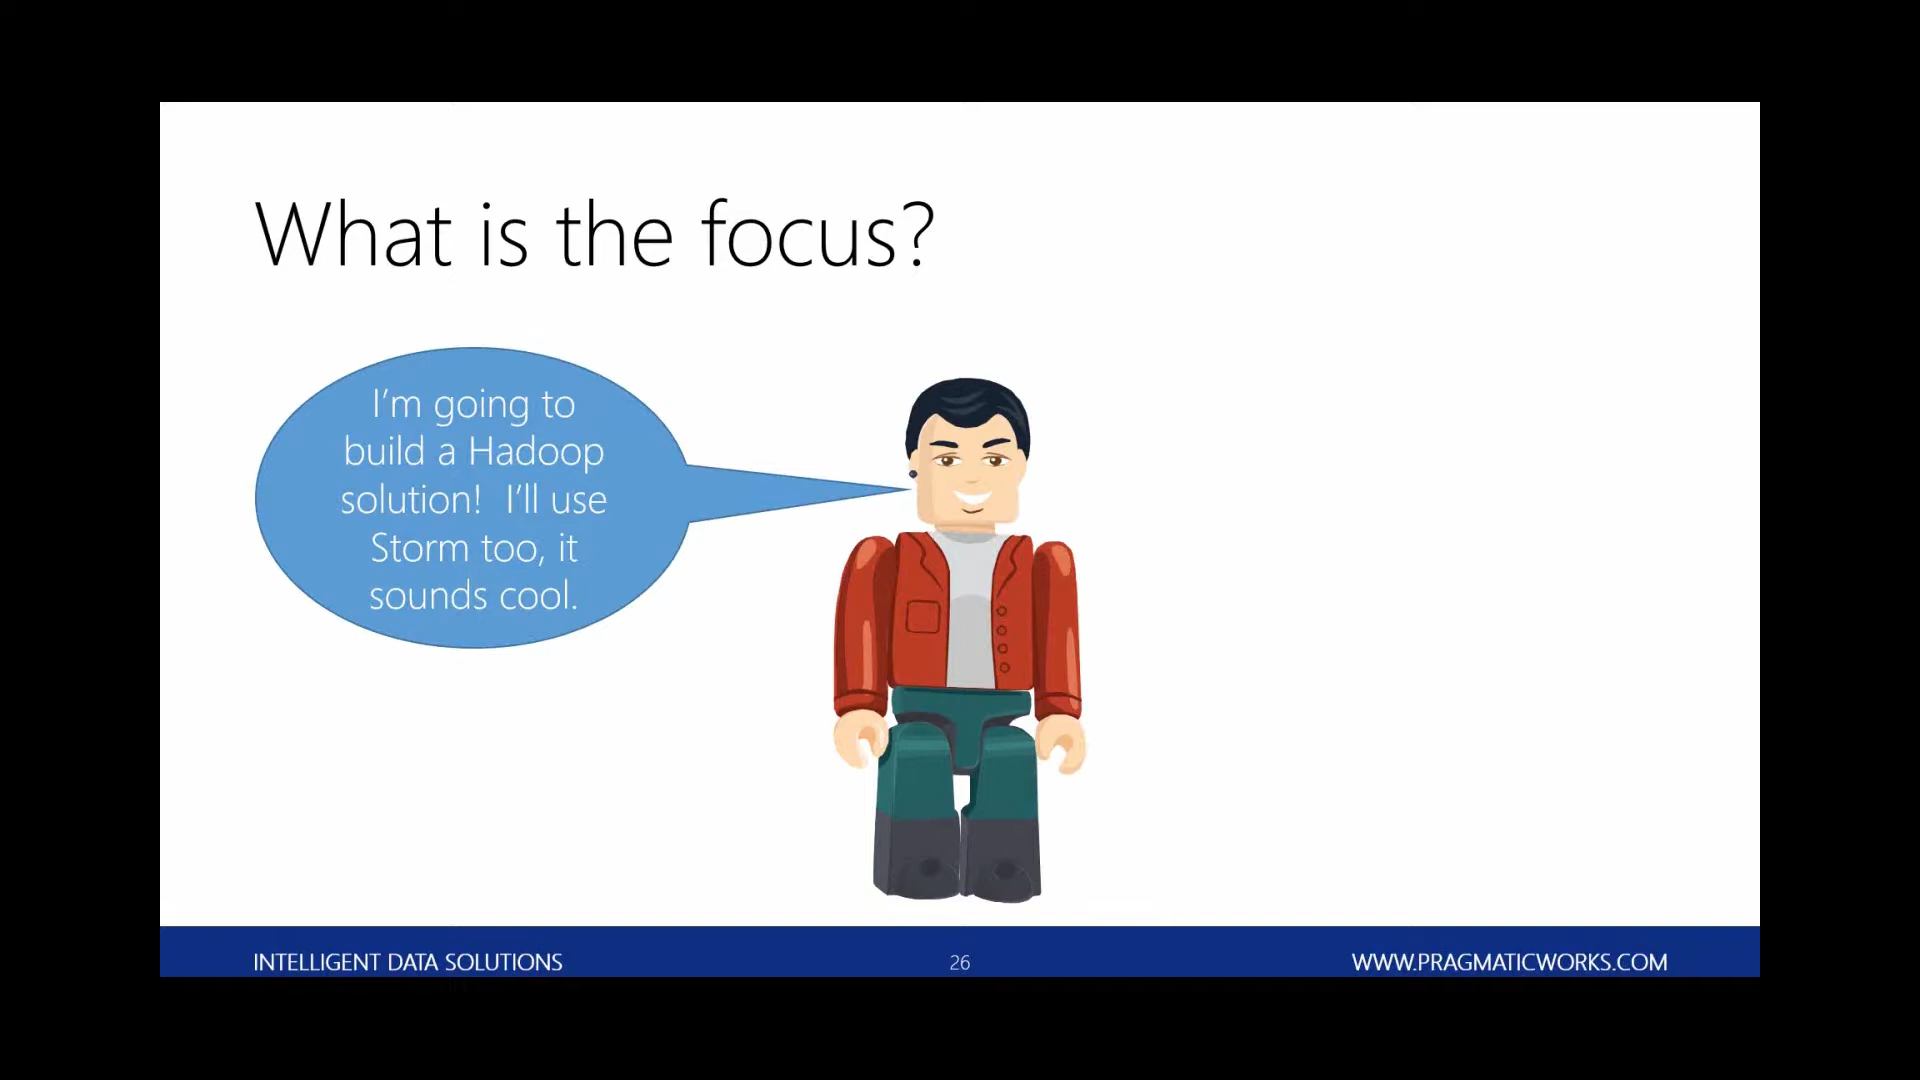 What is the focus?
I’m going to
build a Hadoop
solution!  I’ll use
Storm too, it
sounds cool.
INTELLIGENT DATA SOLUTIONS
26
WWW.PRAGMATICWORKS.COM